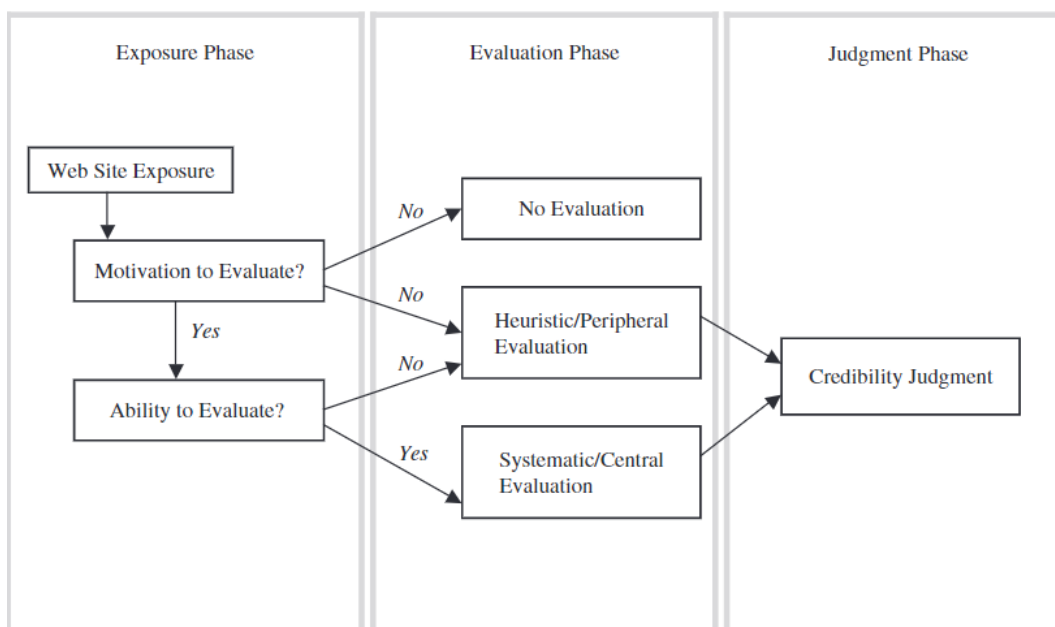 Exposure Phase
Evaluation Phase
Judgment Phase
Web Site Exposure
No
No Evaluation
Motivation to Evaluate?
No
Heuristic/Peripheral
Evaluation
Yes
No
Credibility Judgment
Ability to Evaluate?
Yes
Systematic/Central
Evaluation